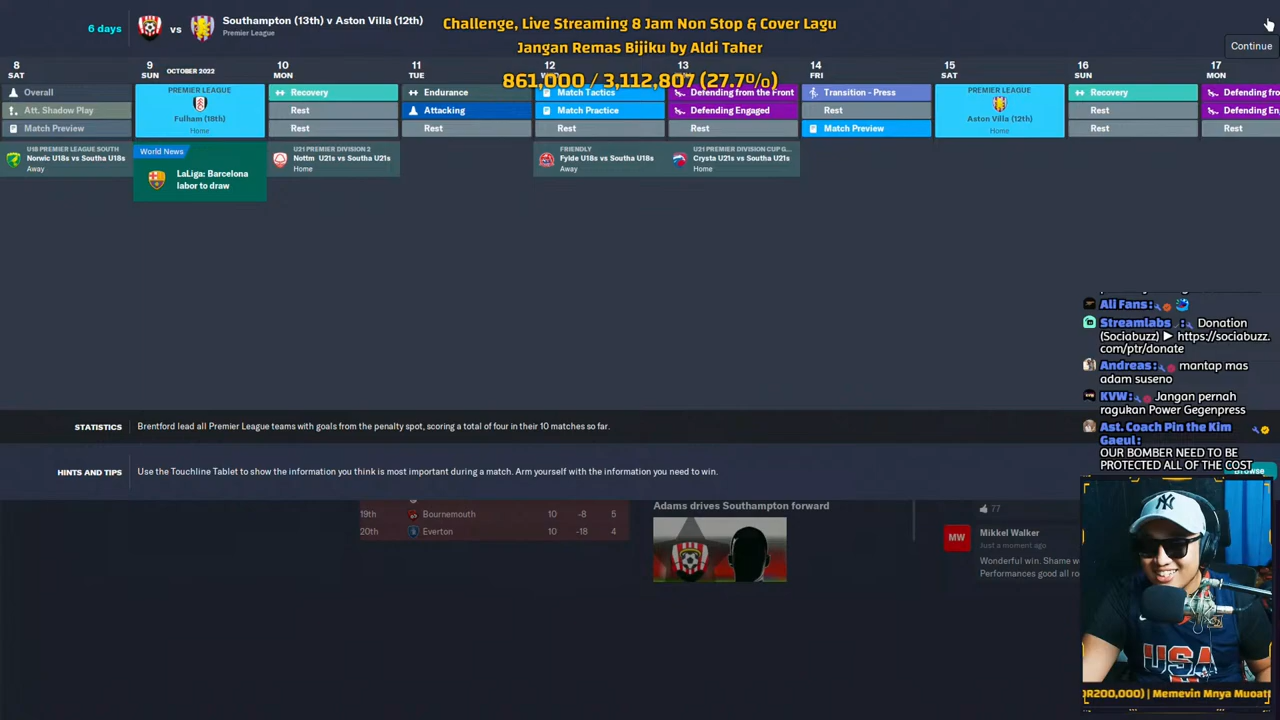 6 days
vs
Southampton (13th) v Aston Villa (12th)
Premier League
Challenge, Live Streaming 8 Jam Non Stop & Cover Lagu
Jangan Remas Bijiku by Aldi Taher
861,000 / 3,112,807 (27.7%)
Continue
8
SAT
9
SUN
OCTOBER 2022
10
MON
11
TUE
12
13
14
FRI
15
SAT
16
SUN
17
MON
Overall
Att. Shadow Play
Match Preview
PREMIER LEAGUE
Fulham (18th)
Home
Recovery
Rest
Rest
Endurance
Attacking
Rest
Match Tactics
Match Practice
Rest
Defending from the Front
Defending Engaged
Rest
Transition - Press
Rest
Match Preview
PREMIER LEAGUE
Aston Villa (12th)
Home
Recovery
Rest
Rest
Defending fro
Defending En
Rest
U18 PREMIER LEAGUE SOUTH
Norwic U18s vs Southa U18s
Away
World News
LaLiga: Barcelona
labor to draw
U21 PREMIER DIVISION 2
Nottm U21s vs Southa U21s
Home
FRIENDLY
Fylde U18s vs Southa U18s
Away
U21 PREMIER DIVISION CUP G...
Crysta U21s vs Southa U21s
Home
Ali Fans:
Streamlabs : Donation
(Sociabuzz) ► https://sociabuzz.
com/ptr/donate
Andreas: mantap mas
adam suseno
KVW: Jangan pernah
ragukan Power Gegenpress
Ast. Coach Pin the Kim
Gaeul:
OUR BOMBER NEED TO BE
PROTECTED ALL OF THE COST
STATISTICS
Brentford lead all Premier League teams with goals from the penalty spot, scoring a total of four in their 10 matches so far.
HINTS AND TIPS
Use the Touchline Tablet to show the information you think is most important during a match. Arm yourself with the information you need to win.
Browse
19th Bournemouth 10 -8 5
20th Everton 10 -18 4
Adams drives Southampton forward
77
MW
Mikkel Walker
Just a moment ago
Wonderful win. Shame w
Performances good all ro
USA
DR200,000) | Memevin Mnya Muoatt